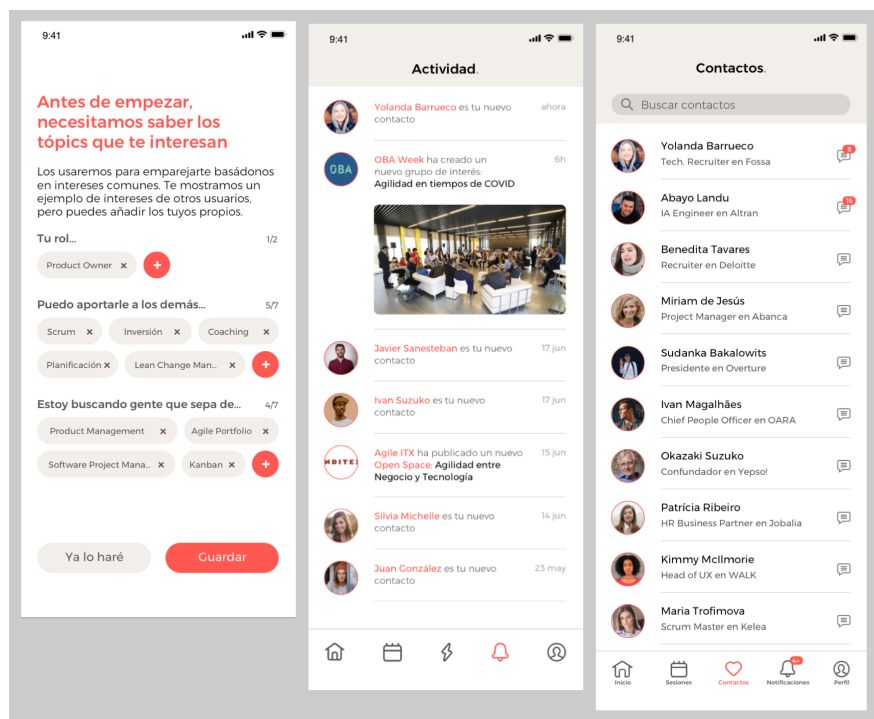 9:41
Antes de empezar,
necesitamos saber los
tópics que te interesan
Los usaremos para emparejarte basádonos
en intereses comunes. Te mostramos un
ejemplo de intereses de otros usuarios,
pero puedes añadir los tuyos propios.
Tu rol... 1/2
Product Owner ×
+
Puedo aportarle a los demás... 5/7
Scrum × Inversión × Coaching ×
Planificación × Lean Change Man... × +
Estoy buscando gente que sepa de... 4/7
Product Management × Agile Portfolio ×
Software Project Mana... × Kanban × +
Ya lo haré Guardar
9:41
Actividad.
Yolanda Barrueco es tu nuevo ahora
contacto
OBA
OBA Week ha creado un 6h
nuevo grupo de interés:
Agilidad en tiempos de COVID
Javier Sanesteban es tu nuevo 17 jun
contacto
Ivan Suzuko es tu nuevo 17 jun
contacto
NDITEX
Agile ITX ha publicado un nuevo 15 jun
Open Space: Agilidad entre
Negocio y Tecnología
Silvia Michelle es tu nuevo 14 jun
contacto
Juan González es tu nuevo 23 may
contacto
9:41
Contactos.
Buscar contactos
Yolanda Barrueco 8
Tech. Recruiter en Fossa
Abayo Landu 16
IA Engineer en Altran
Benedita Tavares
Recruiter en Deloitte
Miriam de Jesús
Project Manager en Abanca
Sudanka Bakalowits
Presidente en Overture
Ivan Magalhães
Chief People Officer en OARA
Okazaki Suzuko
Confundador en Yepso!
Patrícia Ribeiro
HR Business Partner en Jobalia
Kimmy McIlmorie
Head of UX en WALK
Maria Trofimova
Scrum Master en Kelea
4+
Inicio Sesiones Contactos Notificaciones Perfil